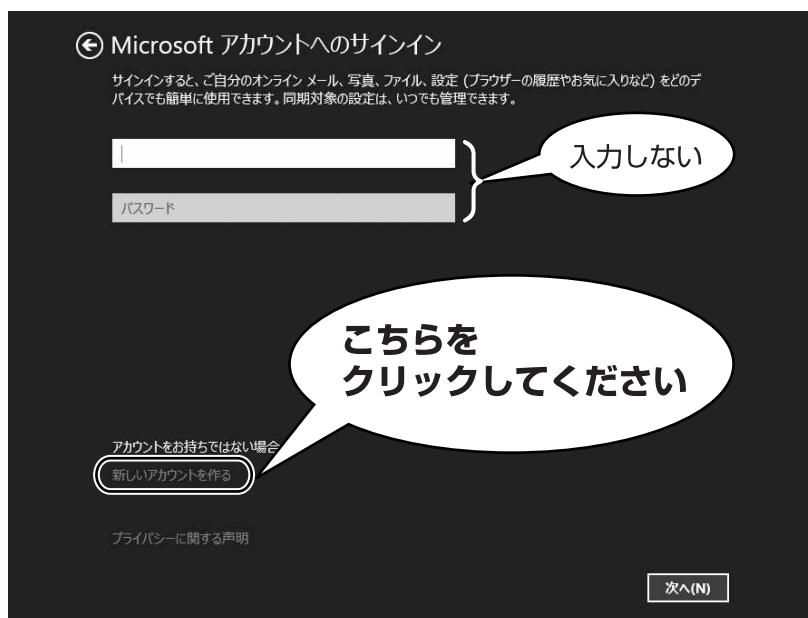 Microsoft アカウントへのサインイン
サインインすると、ご自分のオンライン メール、写真、ファイル、設定 (ブラウザーの履歴やお気に入りなど) をどのデ
バイスでも簡単に使用できます。同期対象の設定は、いつでも管理できます。
入力しない
パスワード
こちらを
クリックしてください
アカウントをお持ちではない場合
新しいアカウントを作る
プライバシーに関する声明
次へ(N)